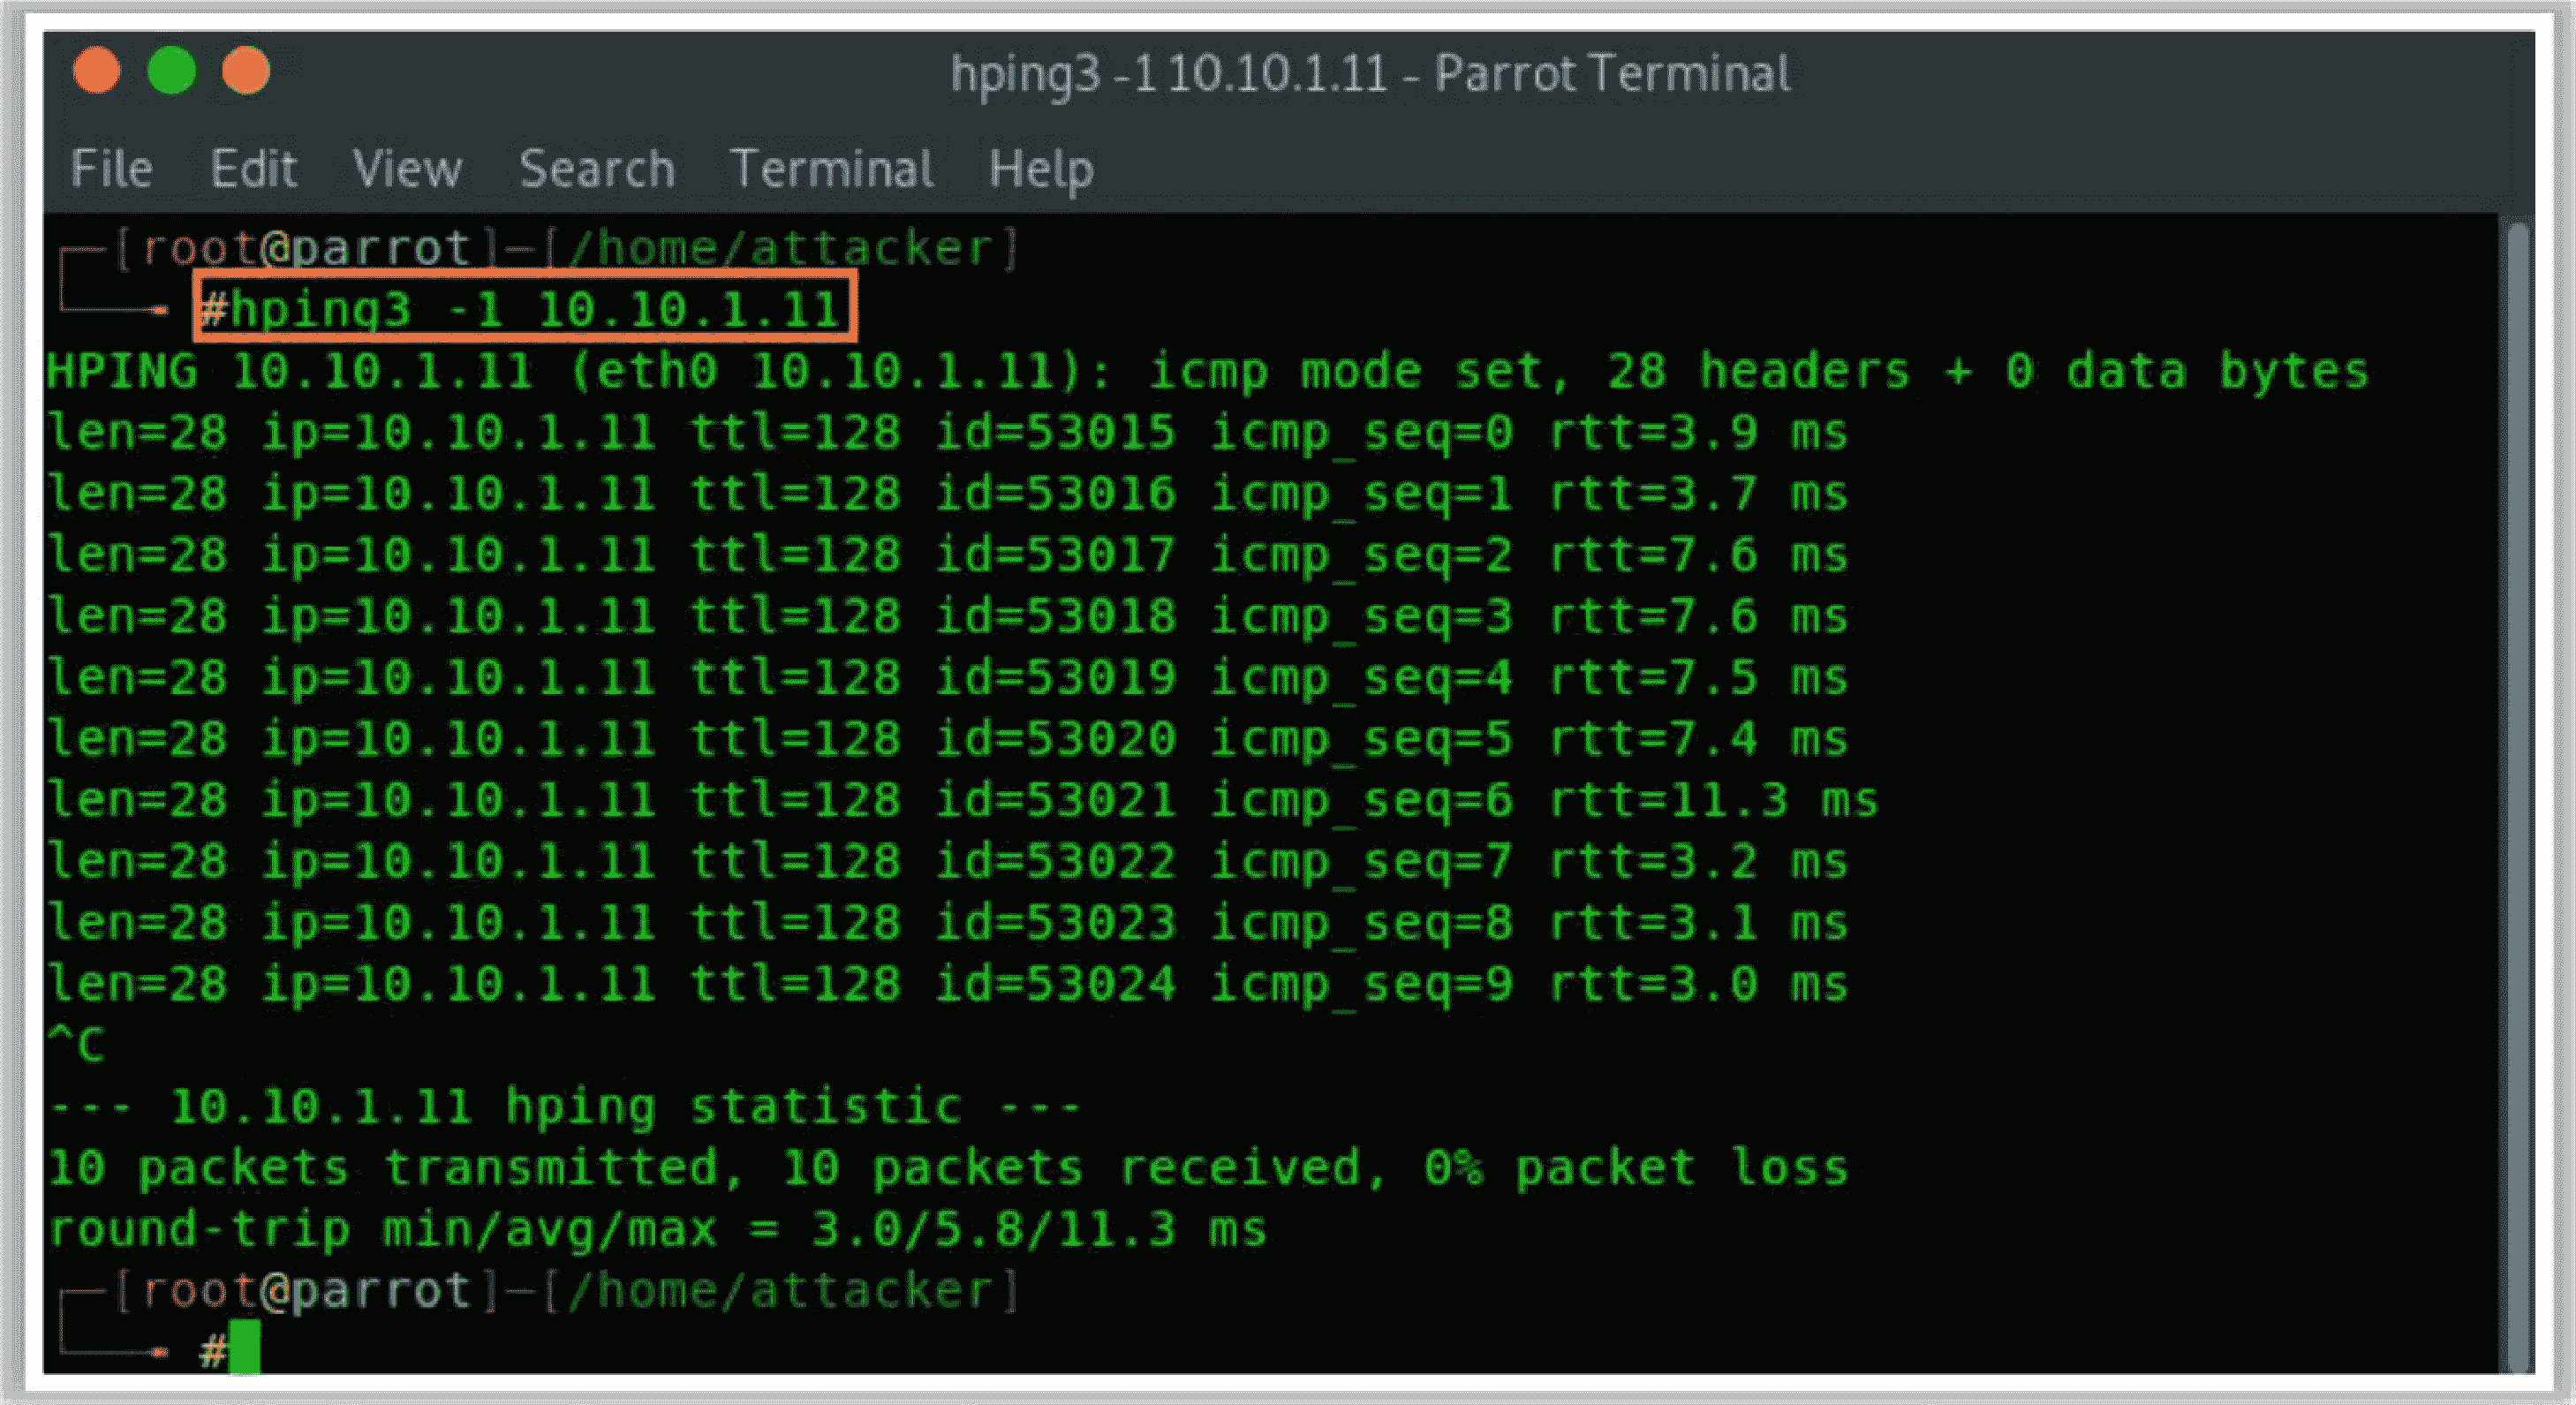 hping3 -1 10.10.1.11 - Parrot Terminal
File Edit View Search Terminal Help
[root@parrot]─[/home/attacker]
#hping3 -1 10.10.1.11
HPING 10.10.1.11 (eth0 10.10.1.11): icmp mode set, 28 headers + 0 data bytes
len=28 ip=10.10.1.11 ttl=128 id=53015 icmp_seq=0 rtt=3.9 ms
len=28 ip=10.10.1.11 ttl=128 id=53016 icmp_seq=1 rtt=3.7 ms
len=28 ip=10.10.1.11 ttl=128 id=53017 icmp_seq=2 rtt=7.6 ms
len=28 ip=10.10.1.11 ttl=128 id=53018 icmp_seq=3 rtt=7.6 ms
len=28 ip=10.10.1.11 ttl=128 id=53019 icmp_seq=4 rtt=7.5 ms
len=28 ip=10.10.1.11 ttl=128 id=53020 icmp_seq=5 rtt=7.4 ms
len=28 ip=10.10.1.11 ttl=128 id=53021 icmp_seq=6 rtt=11.3 ms
len=28 ip=10.10.1.11 ttl=128 id=53022 icmp_seq=7 rtt=3.2 ms
len=28 ip=10.10.1.11 ttl=128 id=53023 icmp_seq=8 rtt=3.1 ms
len=28 ip=10.10.1.11 ttl=128 id=53024 icmp_seq=9 rtt=3.0 ms
^C
--- 10.10.1.11 hping statistic ---
10 packets transmitted, 10 packets received, 0% packet loss
round-trip min/avg/max = 3.0/5.8/11.3 ms
[root@parrot]─[/home/attacker]
#